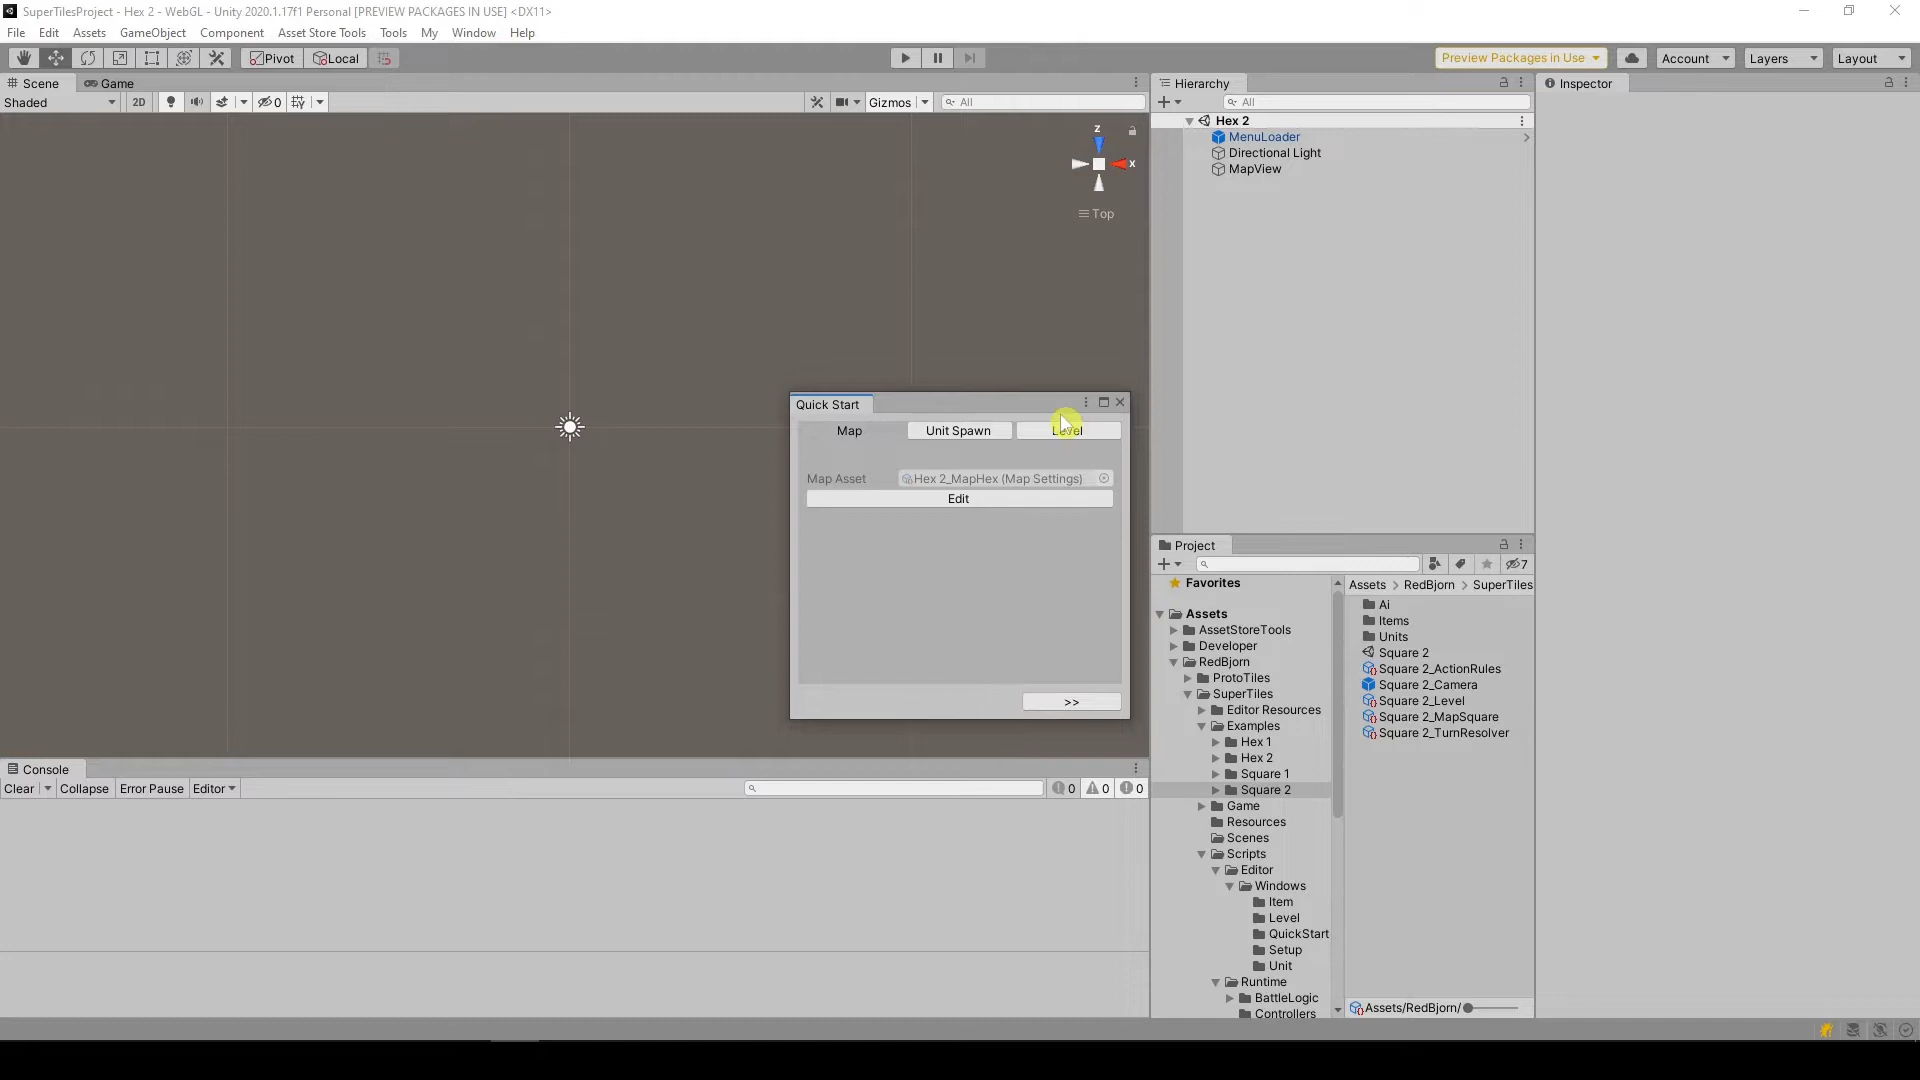 SuperTilesProject - Hex 2 - WebGL - Unity 2020.1.17f1 Personal [PREVIEW PACKAGES IN USE] <DX11>
File Edit Assets GameObject Component Asset Store Tools Tools My Window Help
Pivot Local Preview Packages in Use Account Layers Layout
Scene Game
Shaded 2D 0 Gizmos All
z
x
Top
Hierarchy
All
Hex 2
MenuLoader
Directional Light
MapView
Inspector
Quick Start
Map Unit Spawn Level
Map Asset Hex 2_MapHex (Map Settings)
Edit
>>
Project
7
Favorites
Assets
AssetStoreTools
Developer
RedBjorn
ProtoTiles
SuperTiles
Editor Resources
Examples
Hex 1
Hex 2
Square 1
Square 2
Game
Resources
Scenes
Scripts
Editor
Windows
Item
Level
QuickStart
Setup
Unit
Runtime
BattleLogic
Controllers
Assets > RedBjorn > SuperTiles
Ai
Items
Units
Square 2
Square 2_ActionRules
Square 2_Camera
Square 2_Level
Square 2_MapSquare
Square 2_TurnResolver
Assets/RedBjorn/
Console
Clear Collapse Error Pause Editor 0 0 0